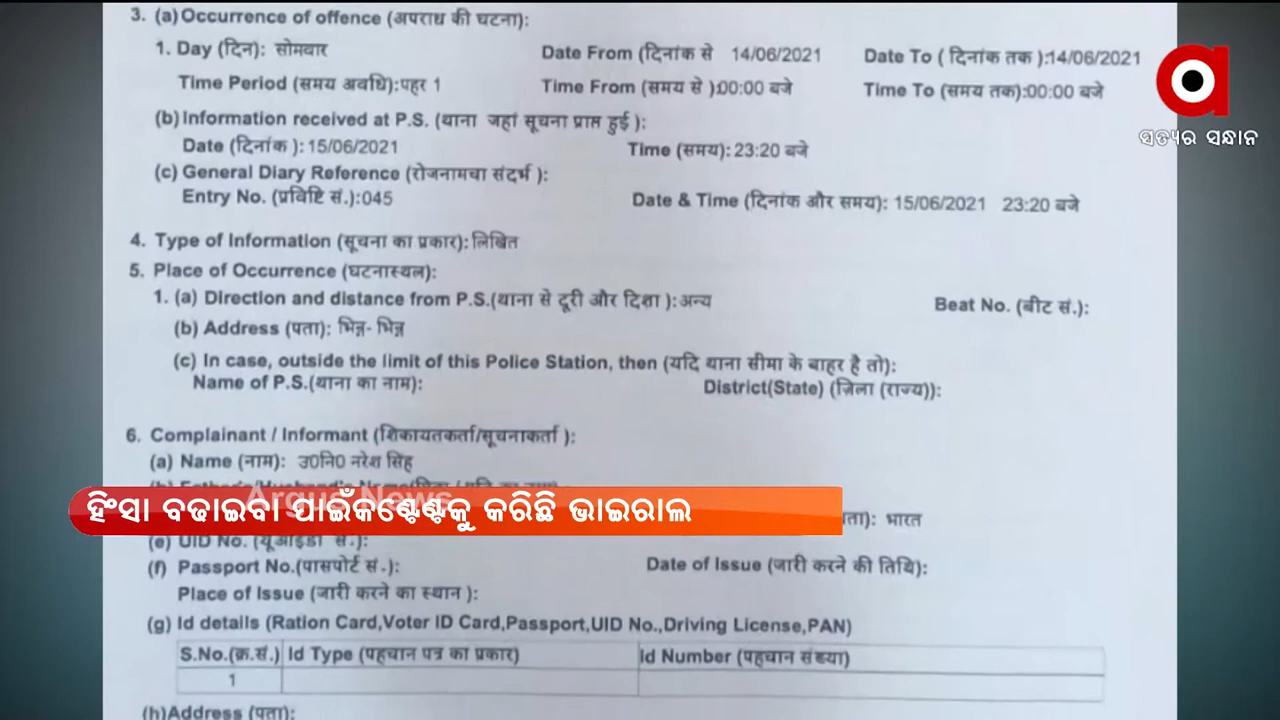 3. (a) Occurrence of offence (अपराध की घटना):
1. Day (दिन): सोमवार Date From (दिनांक से 14/06/2021 Date To ( दिनांक तक ):14/06/2021
Time Period (समय अवधि):पहर 1 Time From (समय से ):00:00 बजे Time To (समय तक):00:00 बजे
ସତ୍ୟର ସନ୍ଧାନ
(b) Information received at P.S. (थाना जहां सूचना प्राप्त हुई ):
Date (दिनांक ): 15/06/2021 Time (समय): 23:20 बजे
(c) General Diary Reference (रोजनामचा संदर्भ ):
Entry No. (प्रविष्टि सं.):045 Date & Time (दिनांक और समय): 15/06/2021 23:20 बजे
4. Type of Information (सूचना का प्रकार): लिखित
5. Place of Occurrence (घटनास्थल):
1. (a) Direction and distance from P.S.(थाना से दूरी और दिशा ): अन्य Beat No. (बीट सं.):
(b) Address (पता): भिन्न- भिन्न
(c) In case, outside the limit of this Police Station, then (यदि थाना सीमा के बाहर है तो):
Name of P.S.(थाना का नाम): District(State) (ज़िला (राज्य)):
6. Complainant / Informant (शिकायतकर्ता/सूचनाकर्ता ):
(a) Name (नाम): उ0नि0 नरेश सिंह
Argus News
ହିଂସା ବଢାଇବା ପାଇଁକଣ୍ଟେଣ୍ଟକୁ କରିଛି ଭାଇରାଲ
भारत
(e) UID No. (यूआईडी सं.):
(f) Passport No.(पासपोर्ट सं.): Date of Issue (जारी करने की तिथि):
Place of Issue (जारी करने का स्थान ):
(g) Id details (Ration Card,Voter ID Card,Passport,UID No.,Driving License,PAN)
S.No.(क्र.सं.) Id Type (पहचान पत्र का प्रकार) Id Number (पहचान संख्या)
1
(h)Address (पता):